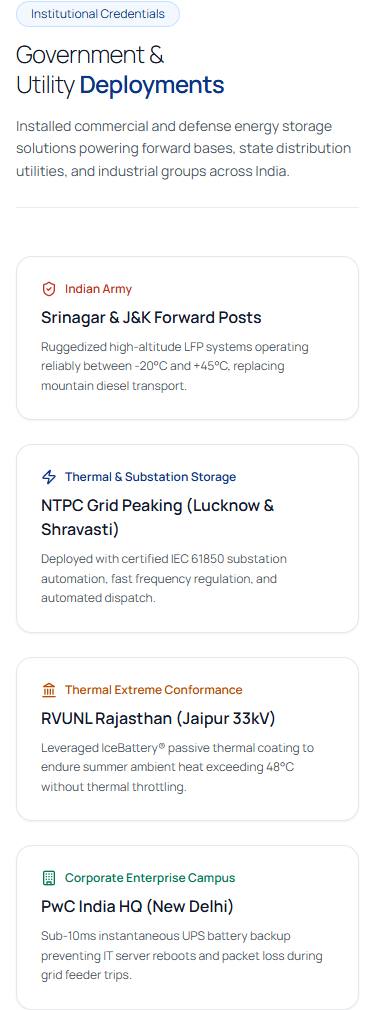 Institutional Credentials
Government &
Utility Deployments
Installed commercial and defense energy storage
solutions powering forward bases, state distribution
utilities, and industrial groups across India.
Indian Army
Srinagar & J&K Forward Posts
Ruggedized high-altitude LFP systems operating
reliably between -20°C and +45°C, replacing
mountain diesel transport.
Thermal & Substation Storage
NTPC Grid Peaking (Lucknow &
Shravasti)
Deployed with certified IEC 61850 substation
automation, fast frequency regulation, and
automated dispatch.
Thermal Extreme Conformance
RVUNL Rajasthan (Jaipur 33kV)
Leveraged IceBattery® passive thermal coating to
endure summer ambient heat exceeding 48°C
without thermal throttling.
Corporate Enterprise Campus
PwC India HQ (New Delhi)
Sub-10ms instantaneous UPS battery backup
preventing IT server reboots and packet loss during
grid feeder trips.